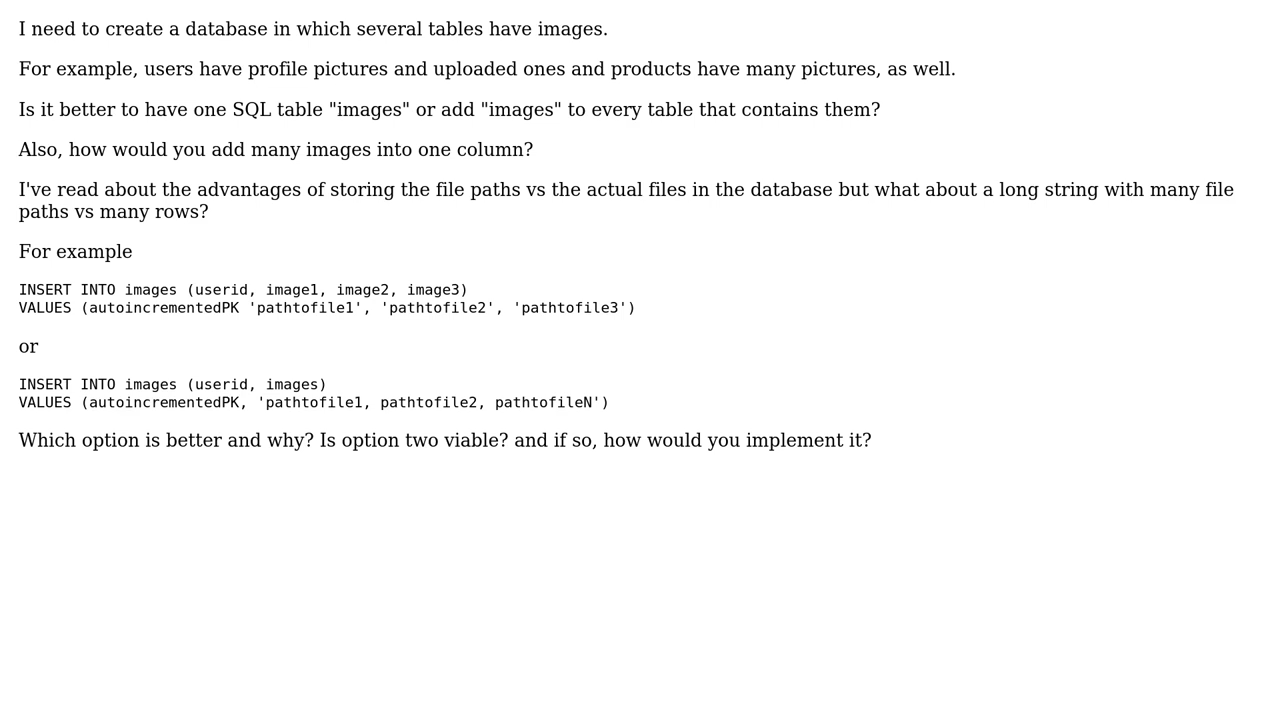 I need to create a database in which several tables have images.
For example, users have profile pictures and uploaded ones and products have many pictures, as well.
Is it better to have one SQL table "images" or add "images" to every table that contains them?
Also, how would you add many images into one column?
I've read about the advantages of storing the file paths vs the actual files in the database but what about a long string with many file
paths vs many rows?
For example
INSERT INTO images (userid, image1, image2, image3)
VALUES (autoincrementedPK 'pathtofile1', 'pathtofile2', 'pathtofile3')
or
INSERT INTO images (userid, images)
VALUES (autoincrementedPK, 'pathtofile1, pathtofile2, pathtofileN')
Which option is better and why? Is option two viable? and if so, how would you implement it?